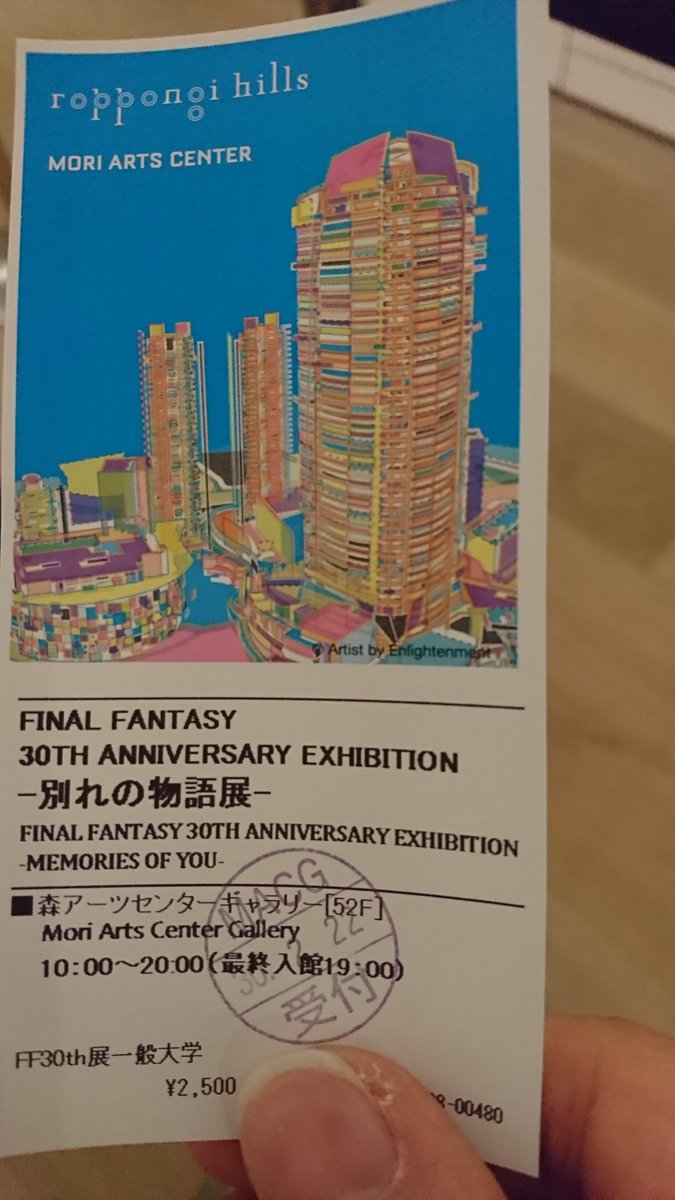 roppongi hills
MORI ARTS CENTER
© Artist by Enlightenment
FINAL FANTASY
30TH ANNIVERSARY EXHIBITION
-別れの物語展-
FINAL FANTASY 30TH ANNIVERSARY EXHIBITION
-MEMORIES OF YOU-
■森アーツセンターギャラリー[52F]
Mori Arts Center Gallery
10:00～20:00(最終入館19:00)
MACG
30. 2. 22
受付
FF30th展一般大学
¥2,500
-00480